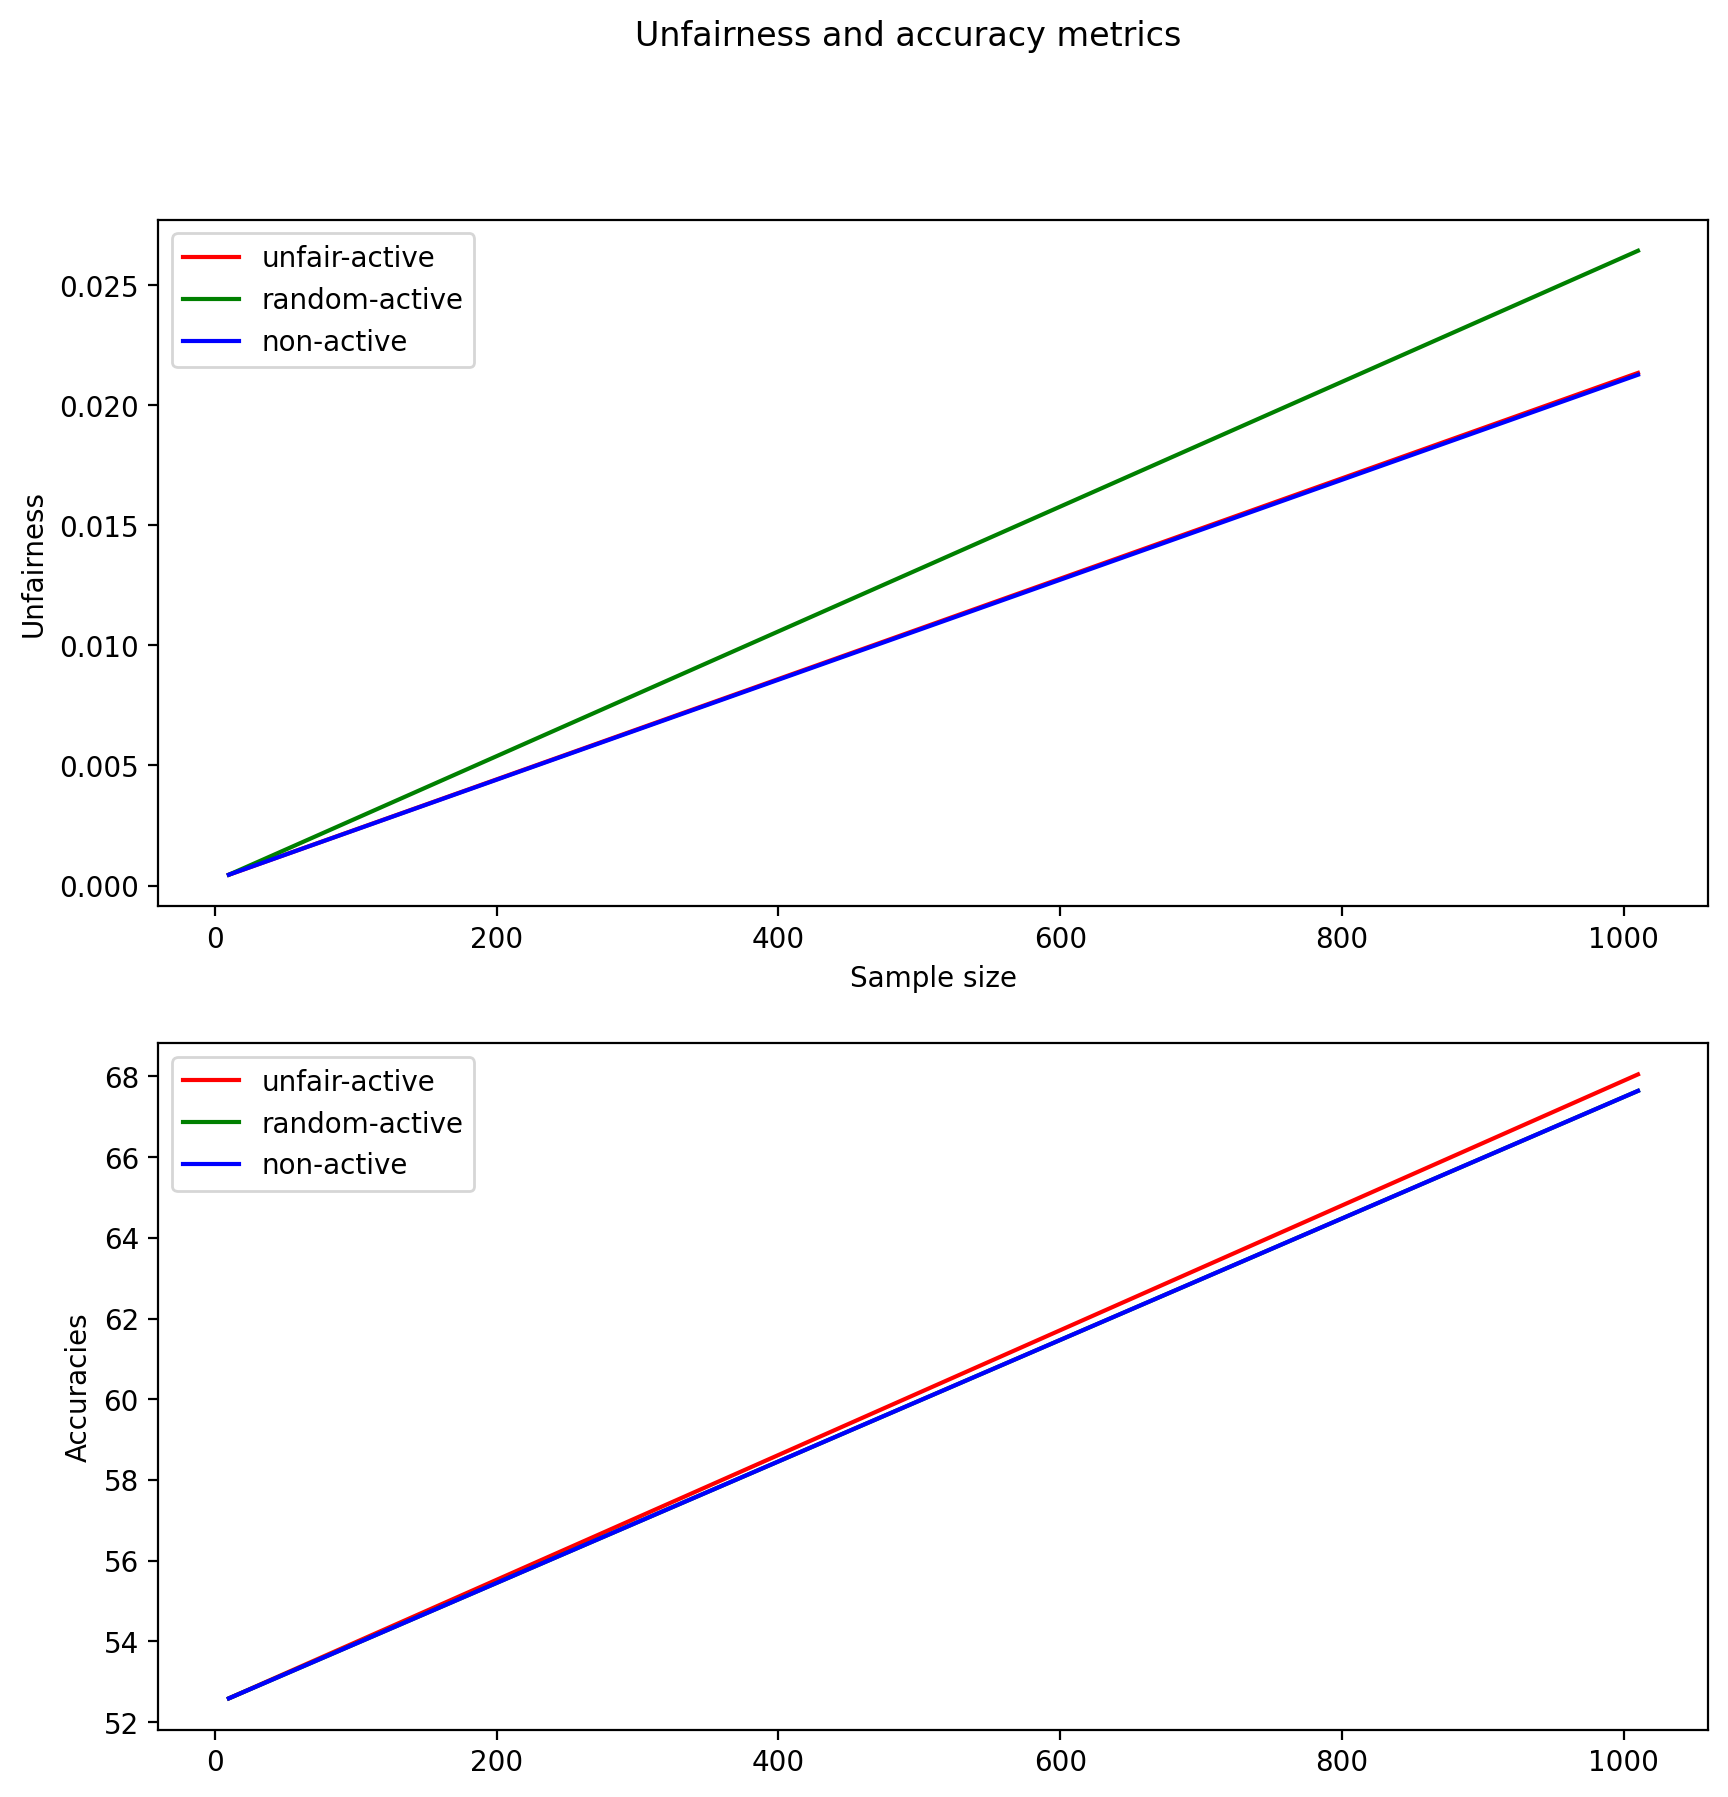 Unfairness and accuracy metrics
unfair-active
random-active
non-active
0.025
0.020
0.015
0.010
0.005
0.000
Unfairness
0 200 400 600 800 1000
Sample size
unfair-active
random-active
non-active
68
66
64
62
60
58
56
54
52
Accuracies
0 200 400 600 800 1000